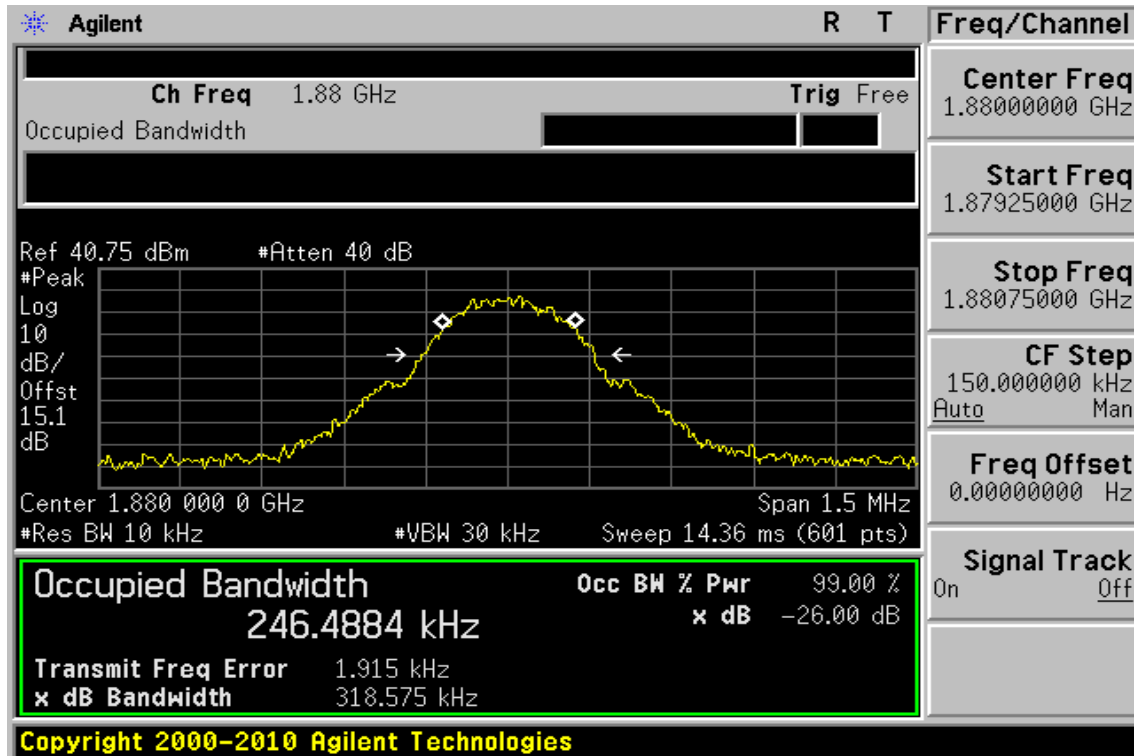 Agilent R T
Ch Freq 1.88 GHz Trig Free
Occupied Bandwidth
Ref 40.75 dBm #Atten 40 dB
#Peak
Log
10
dB/
Offst
15.1
dB
Center 1.880 000 0 GHz Span 1.5 MHz
#Res BW 10 kHz #VBW 30 kHz Sweep 14.36 ms (601 pts)
Occupied Bandwidth Occ BW % Pwr 99.00 %
246.4884 kHz x dB -26.00 dB
Transmit Freq Error 1.915 kHz
x dB Bandwidth 318.575 kHz
Copyright 2000-2010 Agilent Technologies
Freq/Channel
Center Freq
1.88000000 GHz
Start Freq
1.87925000 GHz
Stop Freq
1.88075000 GHz
CF Step
150.000000 kHz
Auto Man
Freq Offset
0.00000000 Hz
Signal Track
On Off